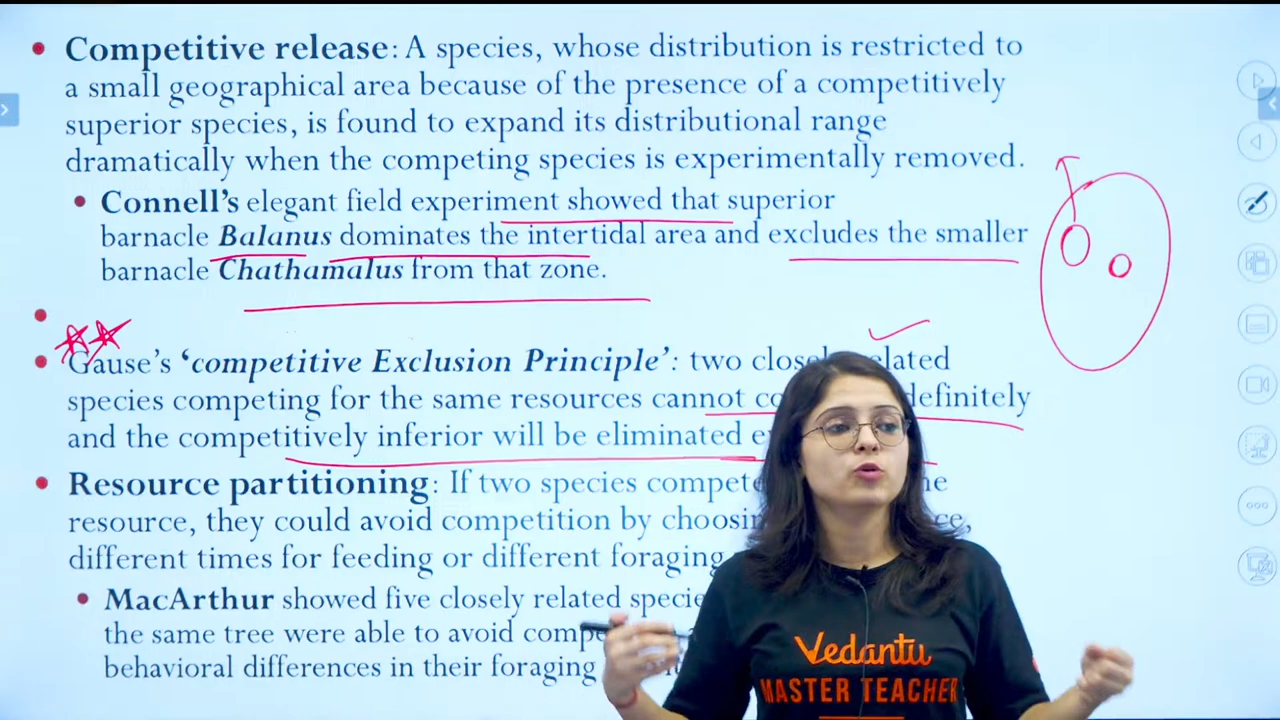 Competitive release: A species, whose distribution is restricted to
a small geographical area because of the presence of a competitively
superior species, is found to expand its distributional range
dramatically when the competing species is experimentally removed.
Connell's elegant field experiment showed that superior
barnacle Balanus dominates the intertidal area and excludes the smaller
barnacle Chathamalus from that zone.
Gause's 'competitive Exclusion Principle': two closely related
species competing for the same resources cannot
and the competitively inferior will be eliminated
Resource partitioning: If two species compete
resource, they could avoid competition by
different times for feeding or different foraging
MacArthur showed five closely related
the same tree were able to avoid
behavioral differences in their foraging
Vedantu
MASTER TEACHER